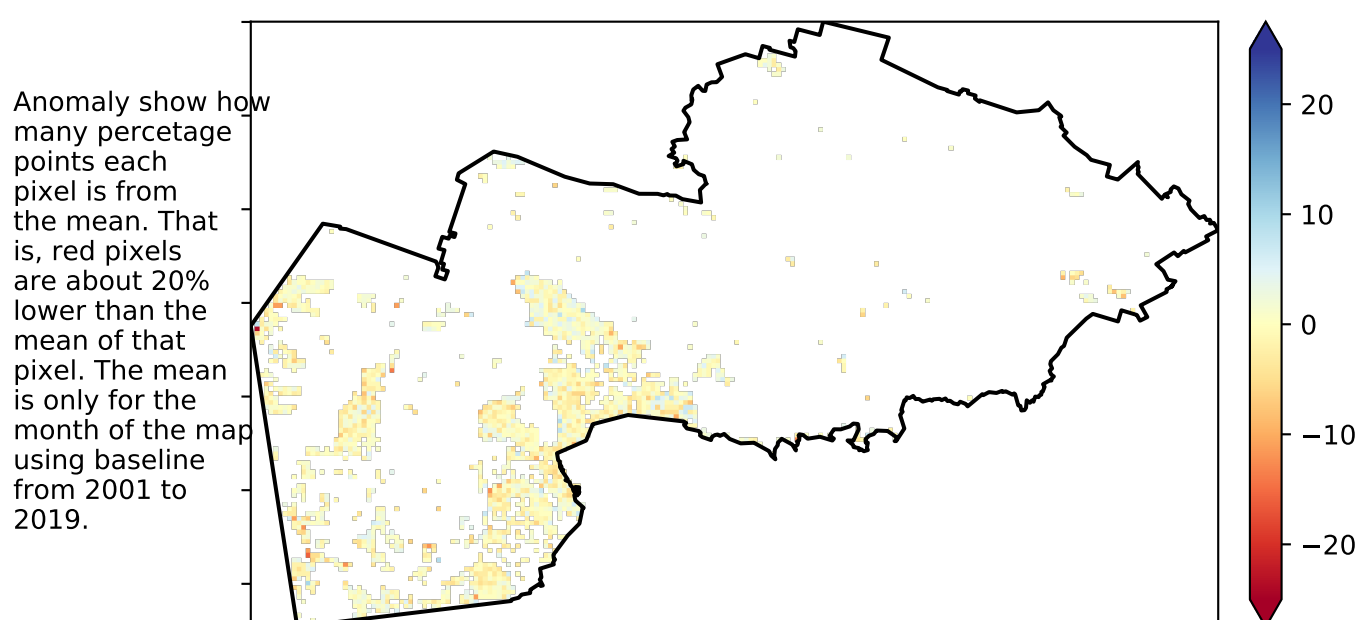 Anomaly show how
many percetage
points each
pixel is from
the mean. That
is, red pixels
are about 20%
lower than the
mean of that
pixel. The mean
is only for the
month of the map
using baseline
from 2001 to
2019.
20
10
0
−10
−20